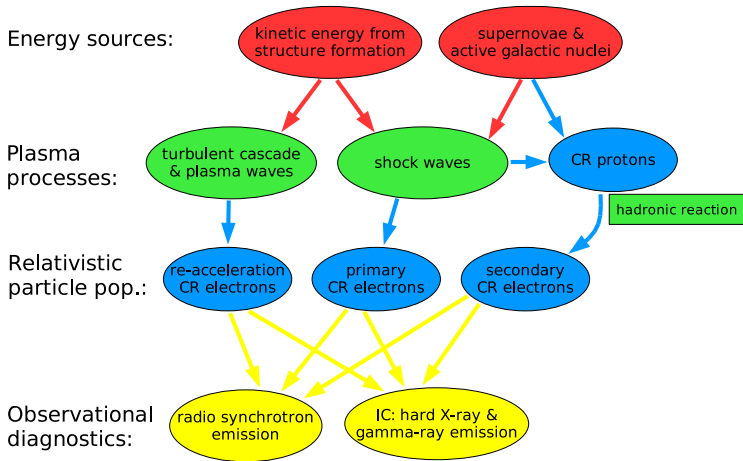 Energy sources:
kinetic energy from
structure formation
supernovae &
active galactic nuclei
Plasma
processes:
turbulent cascade
& plasma waves
shock waves
CR protons
hadronic reaction
Relativistic
particle pop.:
re-acceleration
CR electrons
primary
CR electrons
secondary
CR electrons
Observational
diagnostics:
radio synchrotron
emission
IC: hard X-ray &
gamma-ray emission